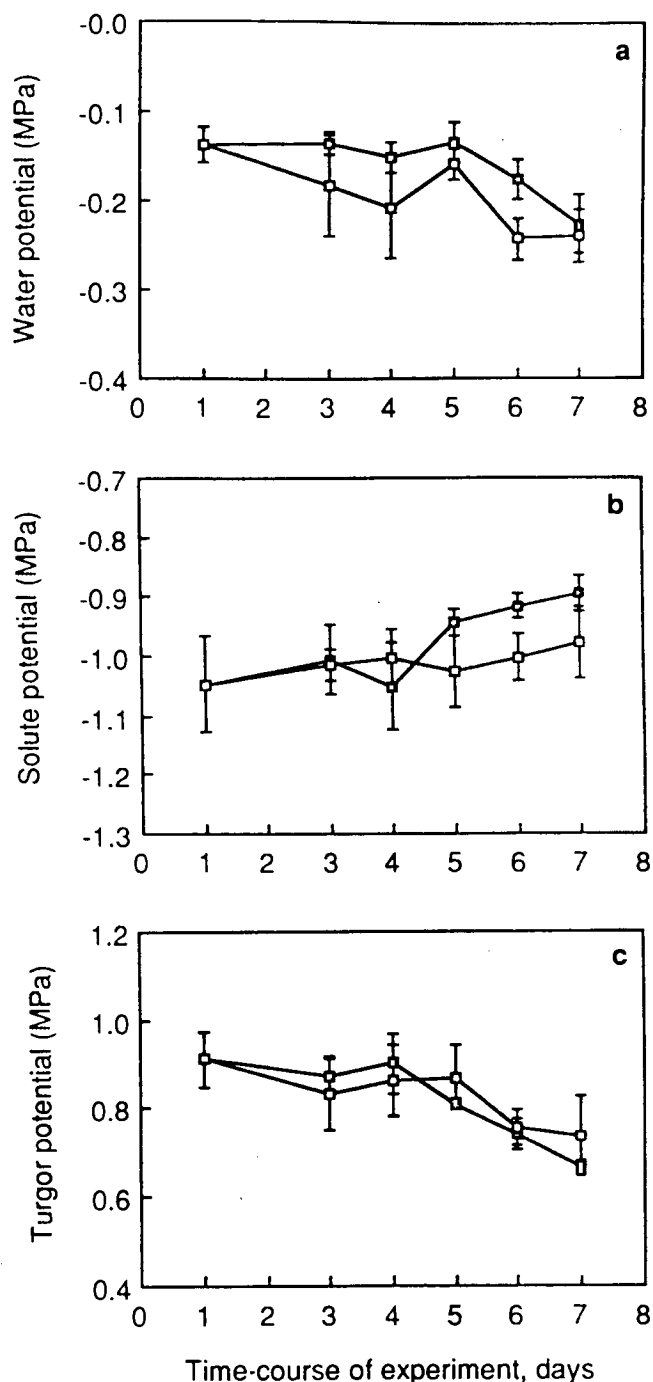 a
Water potential (MPa)
-0.0
-0.1
-0.2
-0.3
-0.4
0 1 2 3 4 5 6 7 8
b
Solute potential (MPa)
-0.7
-0.8
-0.9
-1.0
-1.1
-1.2
-1.3
0 1 2 3 4 5 6 7 8
c
Turgor potential (MPa)
1.2
1.0
0.8
0.6
0.4
0 1 2 3 4 5 6 7 8
Time-course of experiment, days